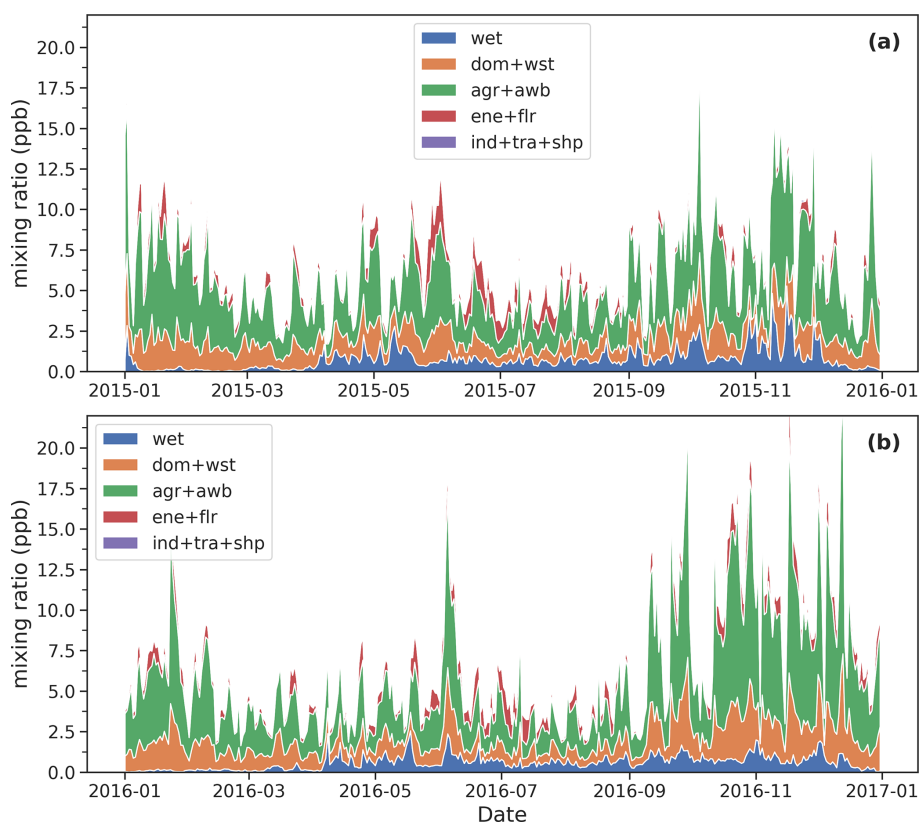 (a)
wet
dom+wst
agr+awb
ene+flr
ind+tra+shp
mixing ratio (ppb)
20.0
17.5
15.0
12.5
10.0
7.5
5.0
2.5
0.0
2015-01 2015-03 2015-05 2015-07 2015-09 2015-11 2016-01
(b)
wet
dom+wst
agr+awb
ene+flr
ind+tra+shp
mixing ratio (ppb)
20.0
17.5
15.0
12.5
10.0
7.5
5.0
2.5
0.0
2016-01 2016-03 2016-05 2016-07 2016-09 2016-11 2017-01
Date